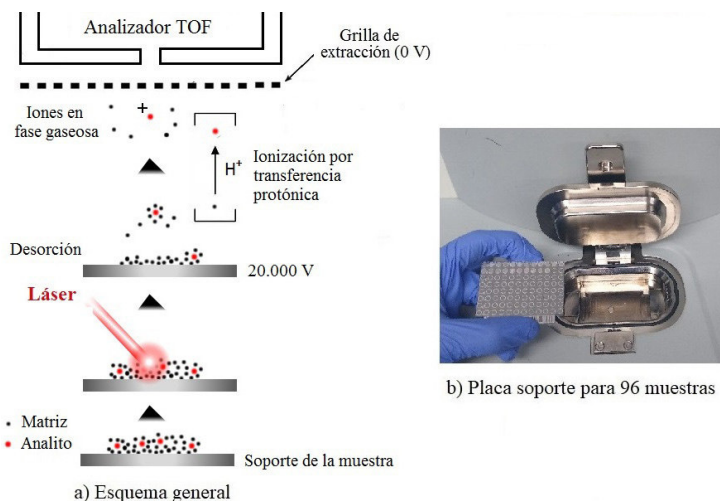 Analizador TOF
Grilla de
extracción (0 V)
Iones en
fase gaseosa
+
H⁺
Ionización por
transferencia
protónica
Desorción
20.000 V
Láser
Matriz
Analito
Soporte de la muestra
a) Esquema general
b) Placa soporte para 96 muestras